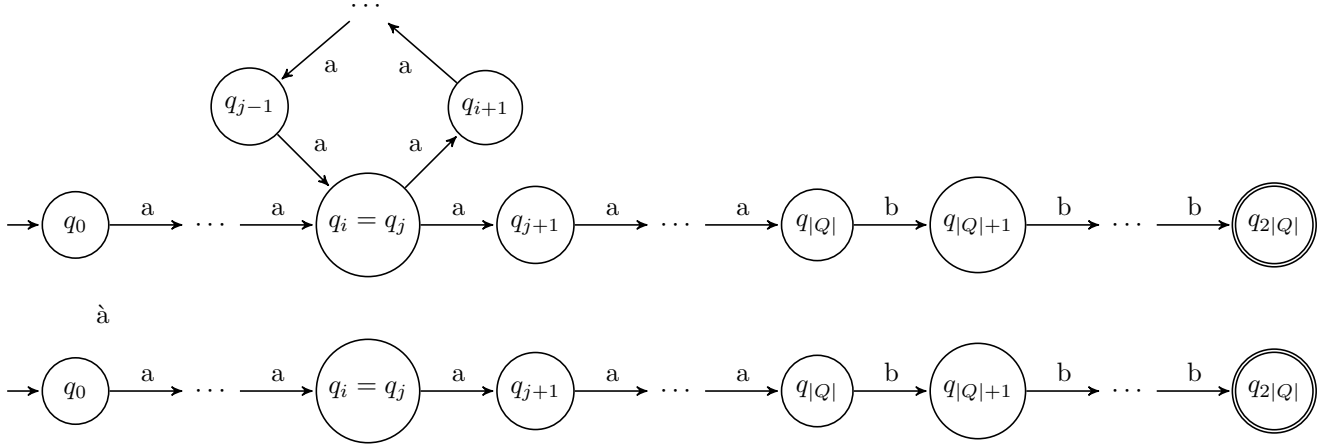 ⋯
a a
q_{j−1} q_{i+1}
a a
q_0 a ⋯ a q_i = q_j a q_{j+1} a ⋯ a q_{|Q|} b q_{|Q|+1} b ⋯ b q_{2|Q|}
à
q_0 a ⋯ a q_i = q_j a q_{j+1} a ⋯ a q_{|Q|} b q_{|Q|+1} b ⋯ b q_{2|Q|}